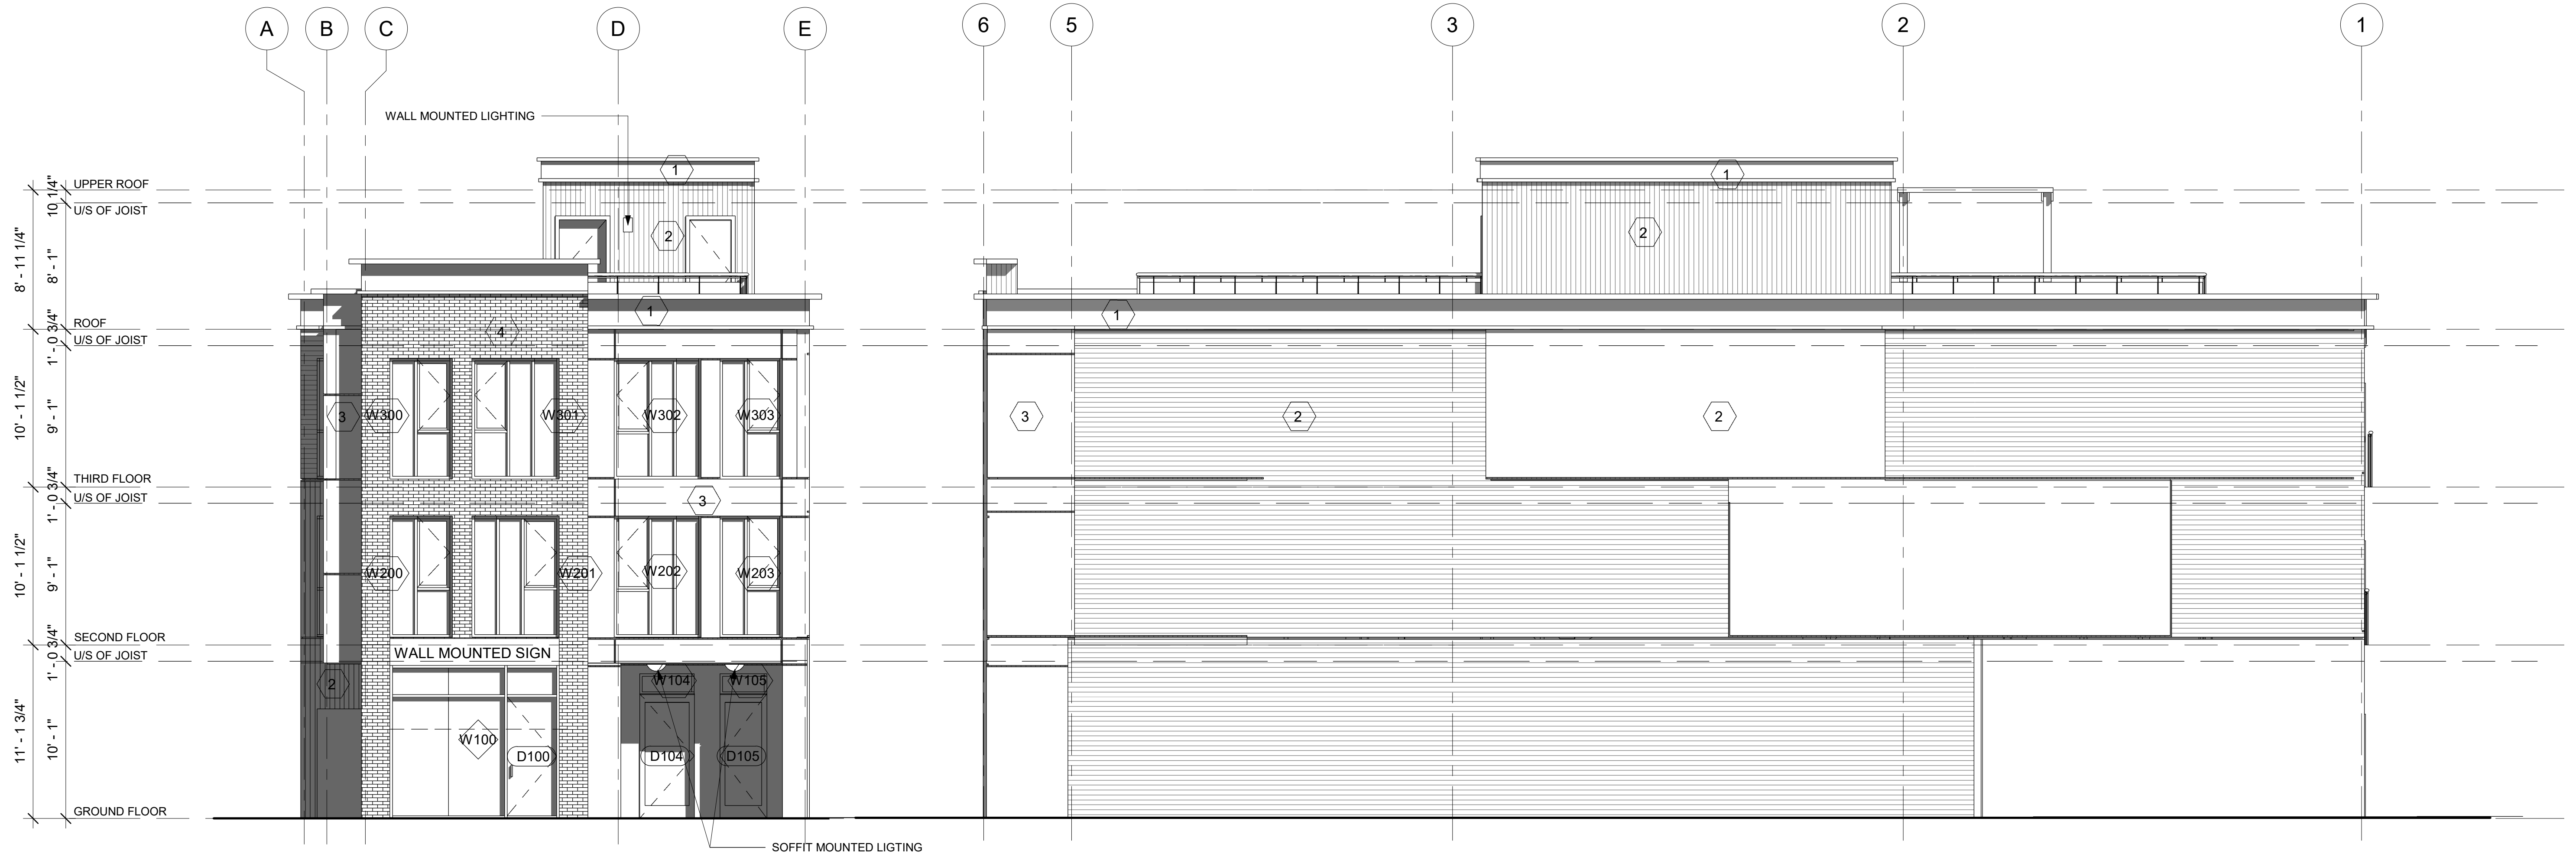 A B C D E 6 5 3 2 1
WALL MOUNTED LIGHTING
1
1
UPPER ROOF
U/S OF JOIST
10 1/4"
8' - 11 1/4"
8' - 1"
2
2
1
1
ROOF
U/S OF JOIST
1' - 0 3/4"
4
10' - 1 1/2"
9' - 1"
3
W300
W301
W302
W303
3
2
2
THIRD FLOOR
U/S OF JOIST
1' - 0 3/4"
3
10' - 1 1/2"
9' - 1"
W200
W201
W202
W203
SECOND FLOOR
U/S OF JOIST
1' - 0 3/4"
WALL MOUNTED SIGN
2
W104
W105
11' - 1 3/4"
10' - 1"
W100
D100
D104
D105
GROUND FLOOR
SOFFIT MOUNTED LIGTING